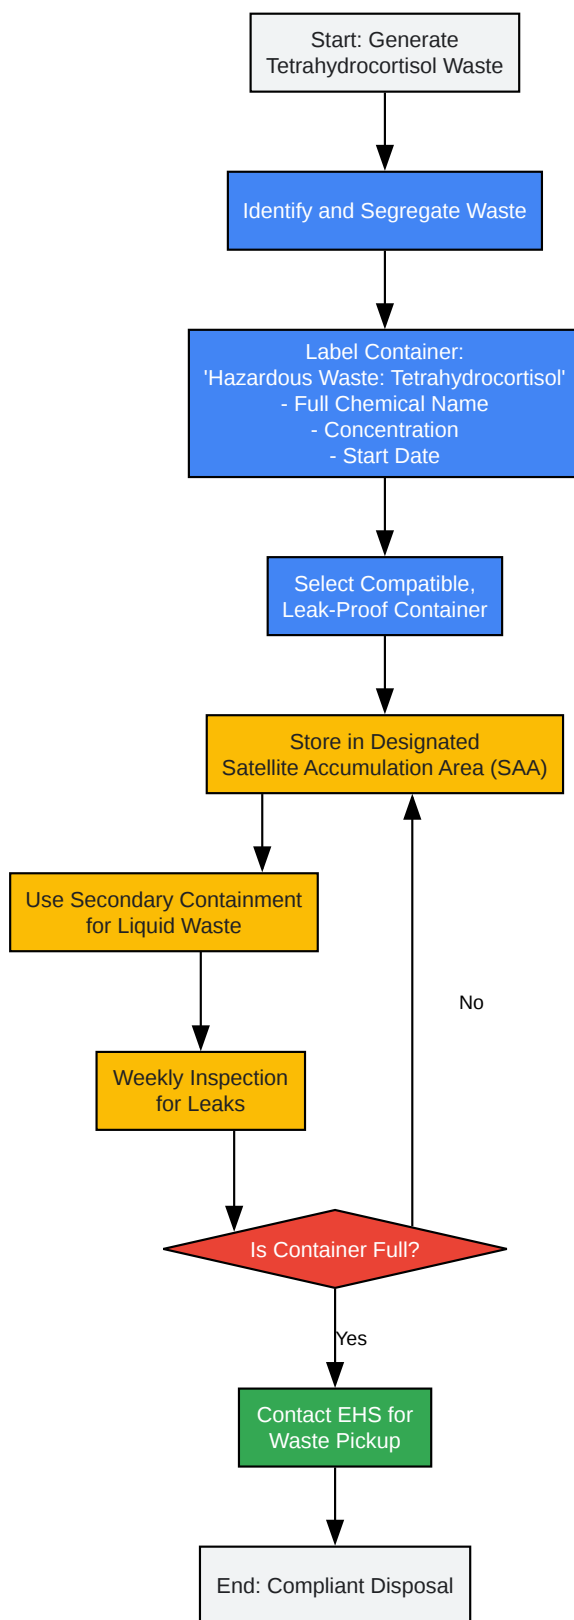 Start: Generate
Tetrahydrocortisol Waste
Identify and Segregate Waste
Label Container:
'Hazardous Waste: Tetrahydrocortisol'
- Full Chemical Name
- Concentration
- Start Date
Select Compatible,
Leak-Proof Container
Store in Designated
Satellite Accumulation Area (SAA)
Use Secondary Containment
for Liquid Waste
No
Weekly Inspection
for Leaks
Is Container Full?
Yes
Contact EHS for
Waste Pickup
End: Compliant Disposal